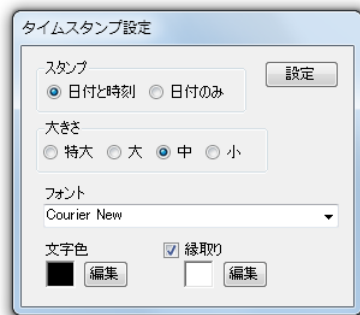 タイムスタンプ設定
スタンプ
設定
日付と時刻 日付のみ
大きさ
特大 大 中 小
フォント
Courier New
文字色 縁取り
編集 編集